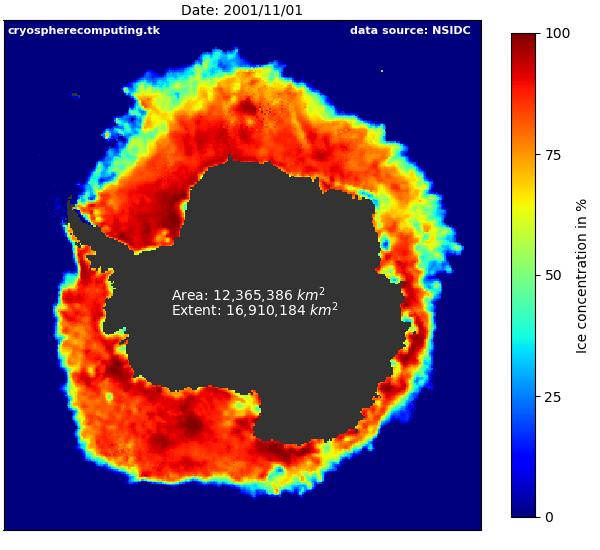 Date: 2001/11/01
cryospherecomputing.tk
data source: NSIDC
Area: 12,365,386 km²
Extent: 16,910,184 km²
100
75
50
25
0
Ice concentration in %